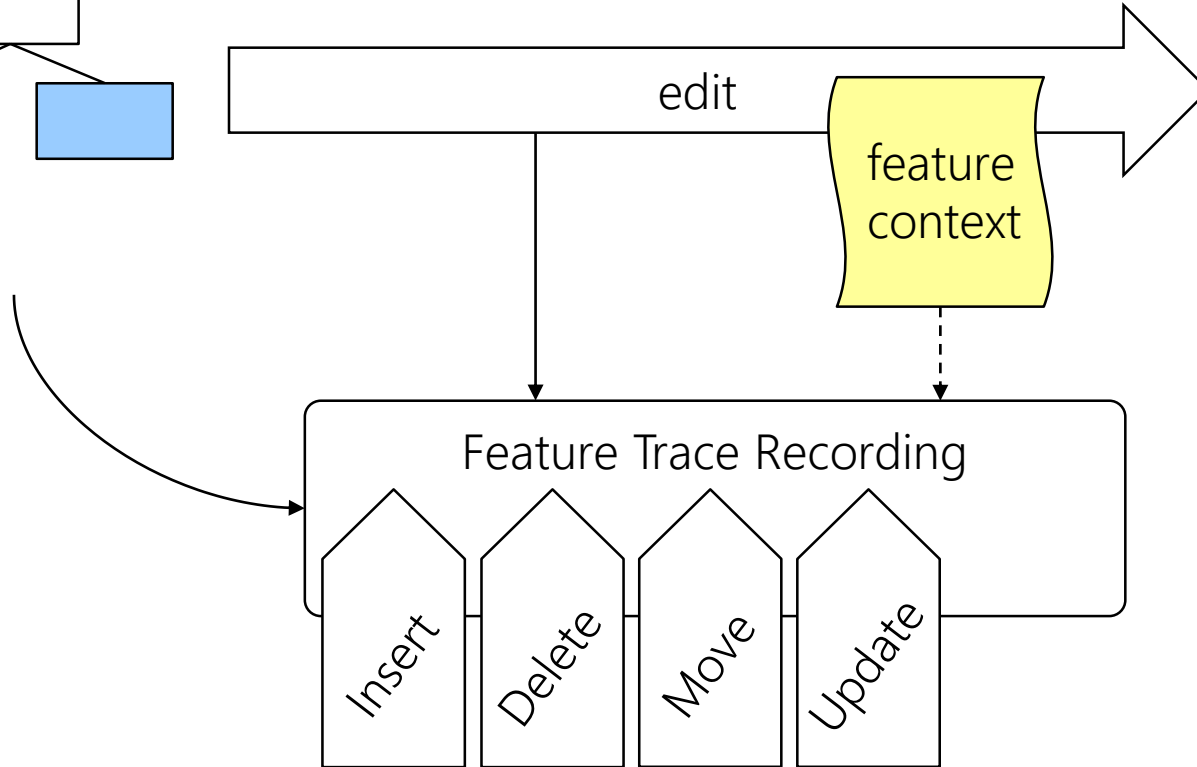 edit
feature
context
Feature Trace Recording
Insert
Delete
Move
Update